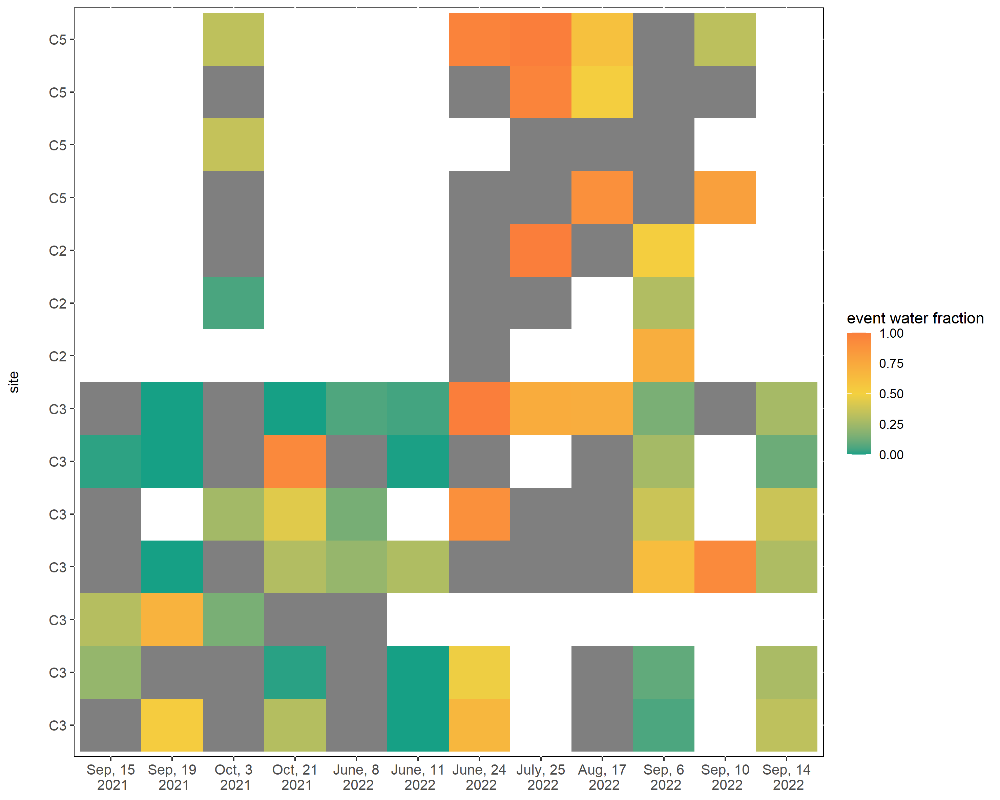 C5
C5
C5
C5
C2
C2
C2
C3
C3
C3
C3
C3
C3
C3
site
Sep, 15 2021
Sep, 19 2021
Oct, 3 2021
Oct, 21 2021
June, 8 2022
June, 11 2022
June, 24 2022
July, 25 2022
Aug, 17 2022
Sep, 6 2022
Sep, 10 2022
Sep, 14 2022
event water fraction
1.00
0.75
0.50
0.25
0.00